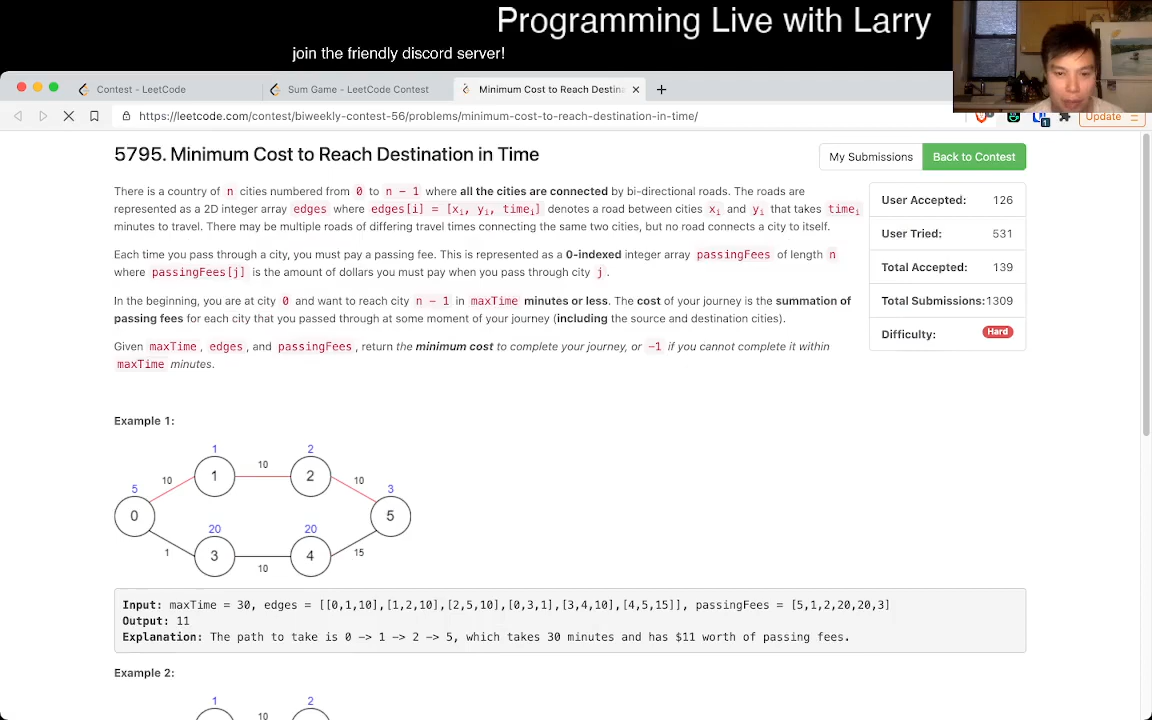 Programming Live with Larry
join the friendly discord server!
Contest - LeetCode
Sum Game - LeetCode Contest
Minimum Cost to Reach Destina
https://leetcode.com/contest/biweekly-contest-56/problems/minimum-cost-to-reach-destination-in-time/
Update
5795. Minimum Cost to Reach Destination in Time
My Submissions
Back to Contest
There is a country of n cities numbered from 0 to n - 1 where all the cities are connected by bi-directional roads. The roads are
represented as a 2D integer array edges where edges[i] = [xi, yi, timei] denotes a road between cities xi and yi that takes timei
minutes to travel. There may be multiple roads of differing travel times connecting the same two cities, but no road connects a city to itself.
Each time you pass through a city, you must pay a passing fee. This is represented as a 0-indexed integer array passingFees of length n
where passingFees[j] is the amount of dollars you must pay when you pass through city j.
In the beginning, you are at city 0 and want to reach city n - 1 in maxTime minutes or less. The cost of your journey is the summation of
passing fees for each city that you passed through at some moment of your journey (including the source and destination cities).
Given maxTime, edges, and passingFees, return the minimum cost to complete your journey, or -1 if you cannot complete it within
maxTime minutes.
User Accepted: 126
User Tried: 531
Total Accepted: 139
Total Submissions: 1309
Difficulty: Hard
Example 1:
1
2
10
10
1
2
10
5
3
0
5
20
20
1
3
4
15
10
Input: maxTime = 30, edges = [[0,1,10],[1,2,10],[2,5,10],[0,3,1],[3,4,10],[4,5,15]], passingFees = [5,1,2,20,20,3]
Output: 11
Explanation: The path to take is 0 -> 1 -> 2 -> 5, which takes 30 minutes and has $11 worth of passing fees.
Example 2:
1
2
10